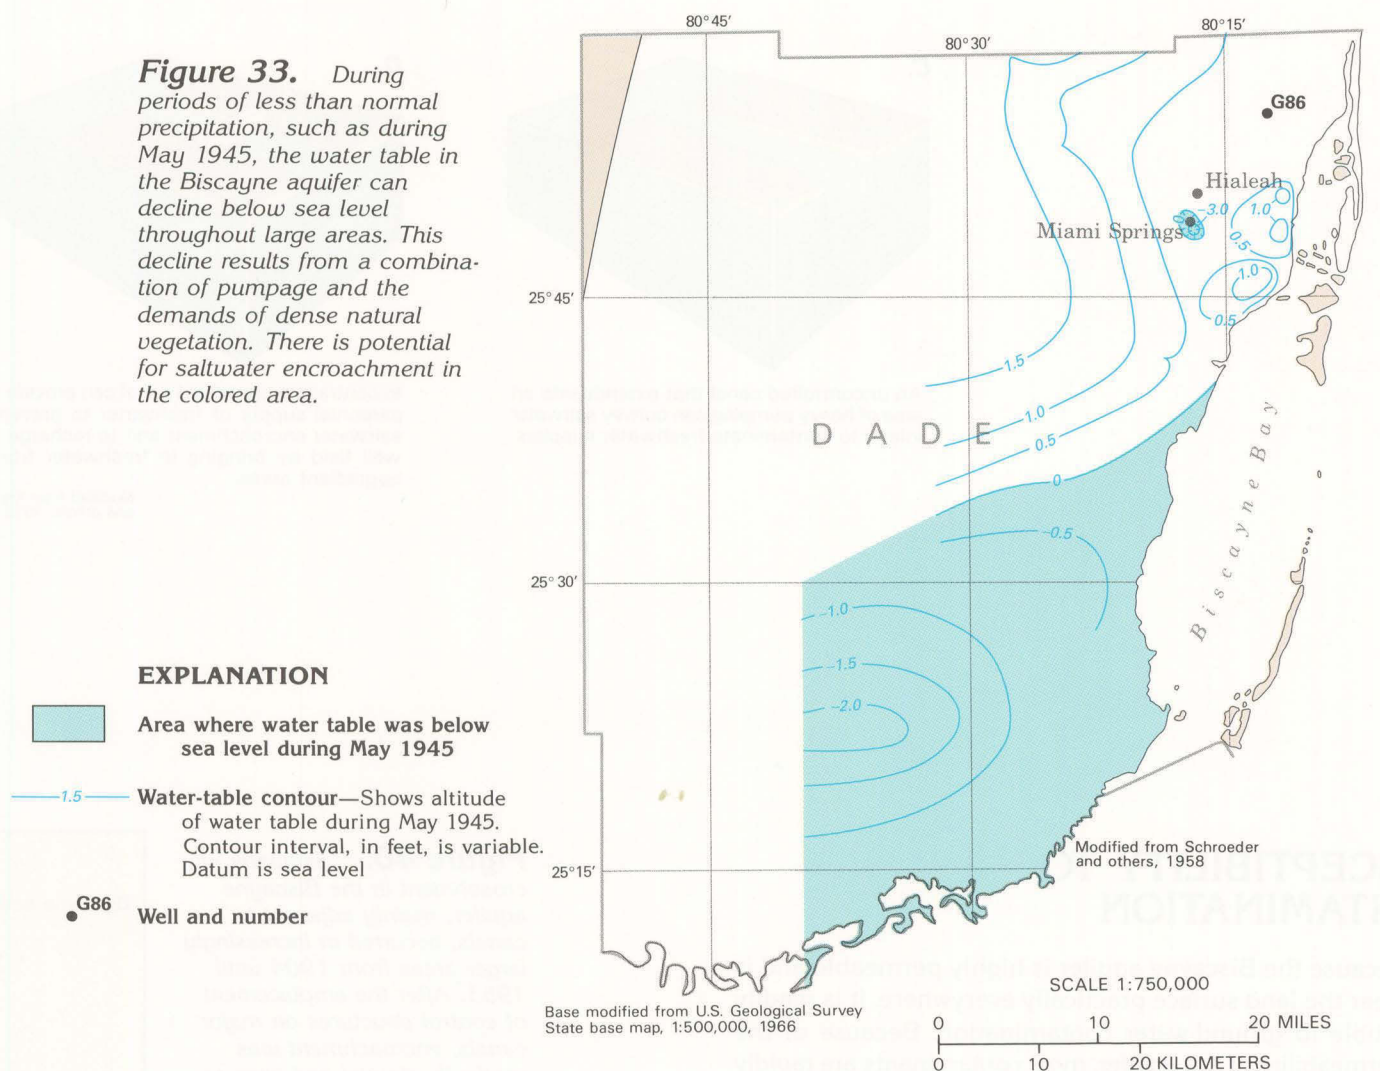 Figure 33. During
periods of less than normal
precipitation, such as during
May 1945, the water table in
the Biscayne aquifer can
decline below sea level
throughout large areas. This
decline results from a combina-
tion of pumpage and the
demands of dense natural
vegetation. There is potential
for saltwater encroachment in
the colored area.
EXPLANATION
Area where water table was below
sea level during May 1945
1.5
Water-table contour—Shows altitude
of water table during May 1945.
Contour interval, in feet, is variable.
Datum is sea level
G86
Well and number
80°45′
80°30′
80°15′
G86
Hialeah
-3.0
1.0
Miami Springs
0.5
1.0
25°45′
0.5
1.5
1.0
DADE
0.5
0
Biscayne Bay
-0.5
25°30′
-1.0
-1.5
-2.0
25°15′
Modified from Schroeder
and others, 1958
Base modified from U.S. Geological Survey
State base map, 1:500,000, 1966
SCALE 1:750,000
0 10 20 MILES
0 10 20 KILOMETERS